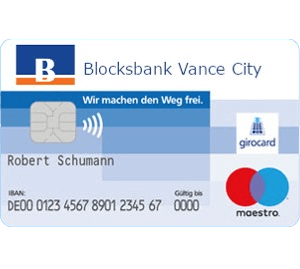 B
Blocksbank Vance City
Wir machen den Weg frei.
girocard
Robert Schumann
IBAN:
Gültig bis
DE00 0123 4567 8901 2345 67 0000
maestro.